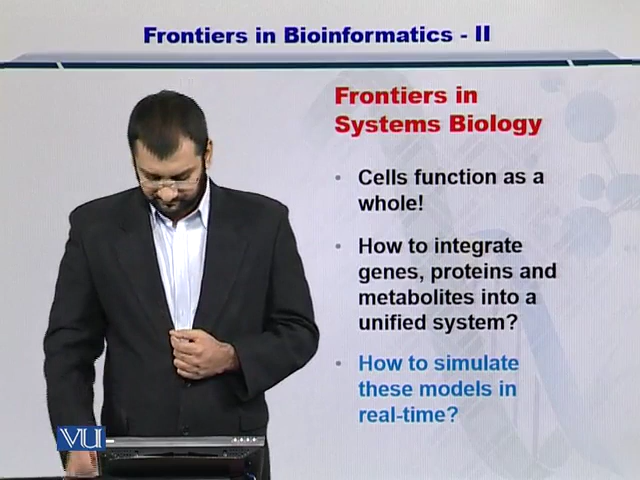 Frontiers in Bioinformatics - II
Frontiers in
Systems Biology
• Cells function as a
whole!
• How to integrate
genes, proteins and
metabolites into a
unified system?
• How to simulate
these models in
real-time?
VU